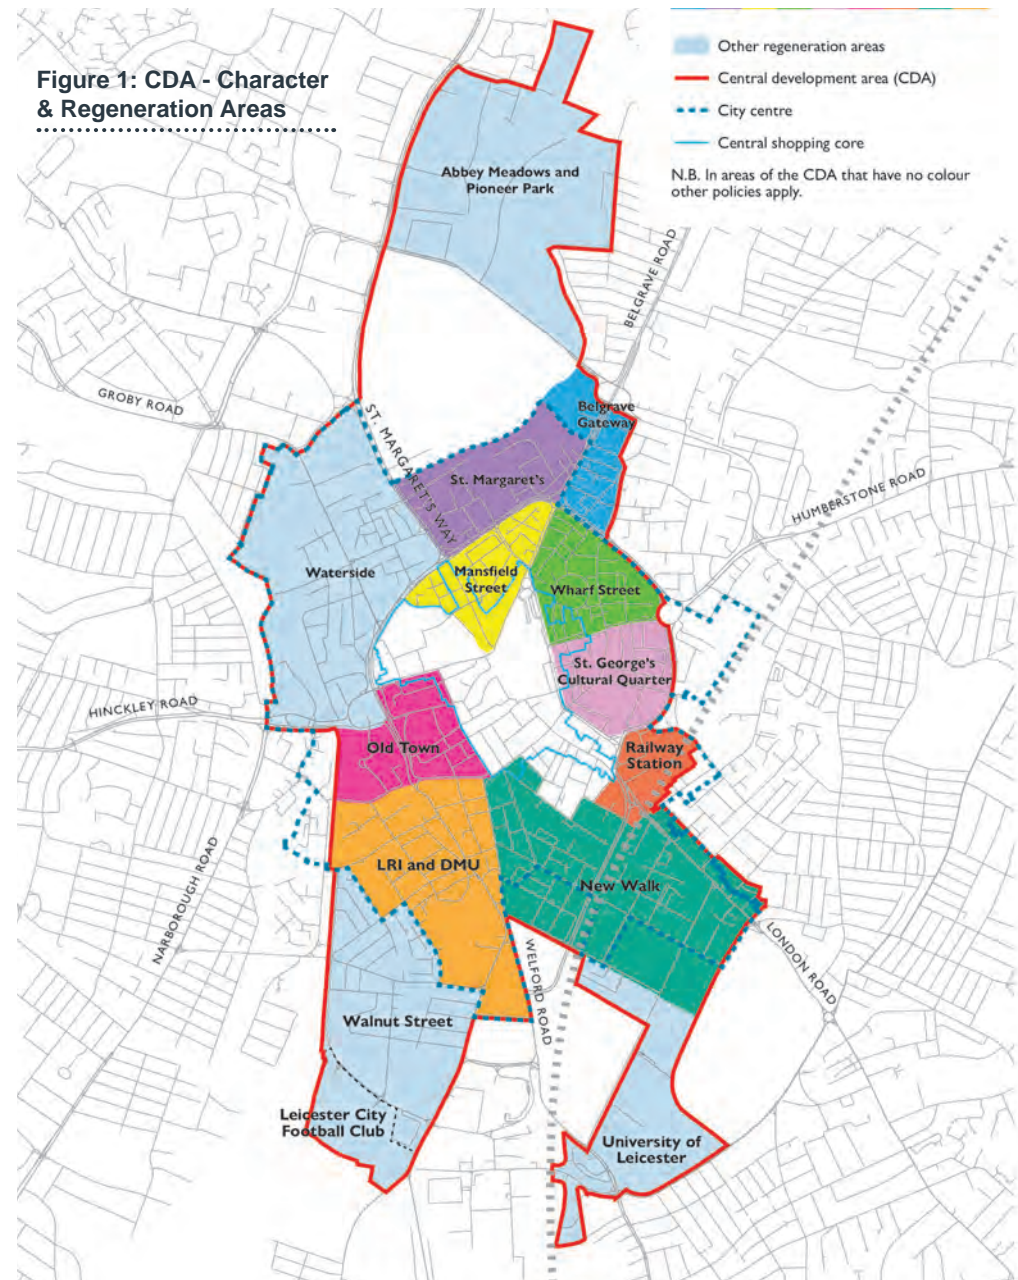 Figure 1: CDA - Character
& Regeneration Areas
Other regeneration areas
Central development area (CDA)
City centre
Central shopping core
N.B. In areas of the CDA that have no colour
other policies apply.
Abbey Meadows and
Pioneer Park
BELGRAVE ROAD
GROBY ROAD
ST. MARGARET'S WAY
Belgrave
Gateway
St. Margaret's
HUMBERSTONE ROAD
Waterside
Mansfield
Street
Wharf Street
St. George's
Cultural Quarter
HINCKLEY ROAD
Old Town
Railway
Station
NARBOROUGH ROAD
LRI and DMU
New Walk
WELFORD ROAD
LONDON ROAD
Walnut Street
Leicester City
Football Club
University of
Leicester